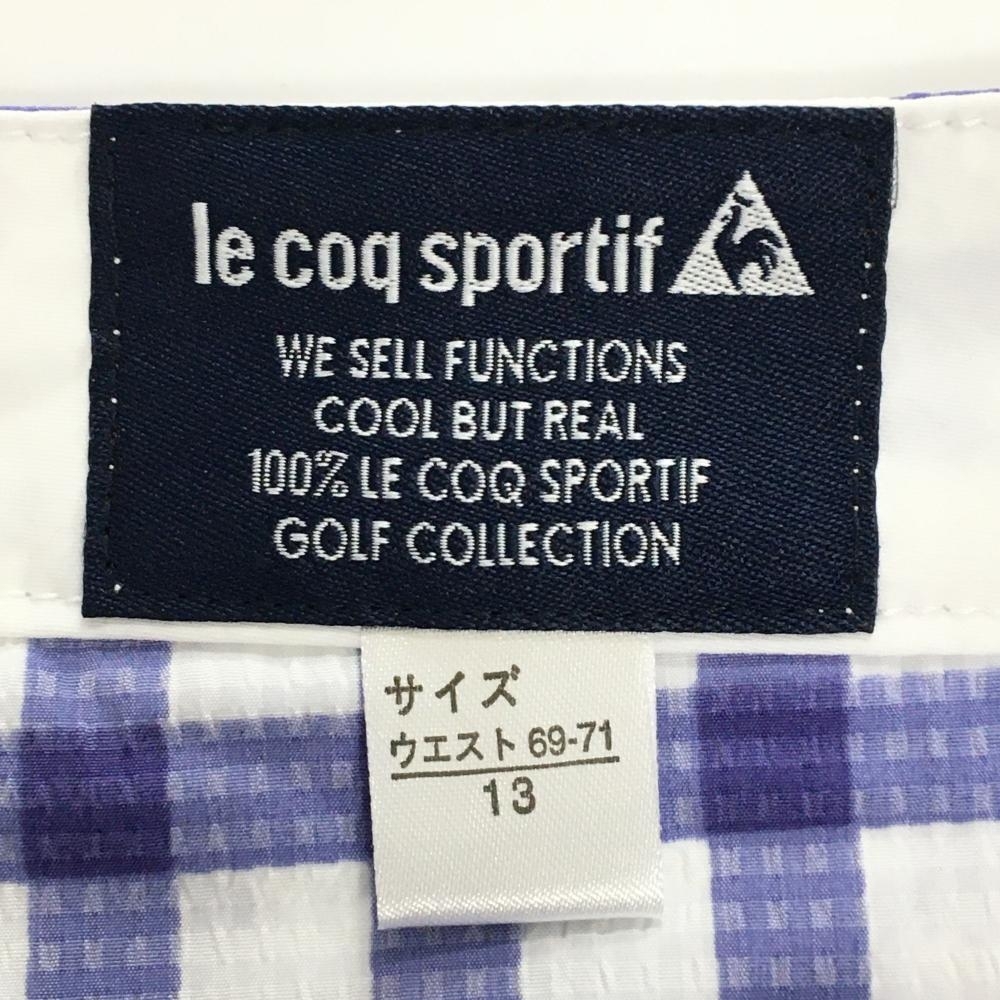 le coq sportif
WE SELL FUNCTIONS
COOL BUT REAL
100% LE COQ SPORTIF
GOLF COLLECTION
サイズ
ウエスト 69-71
13